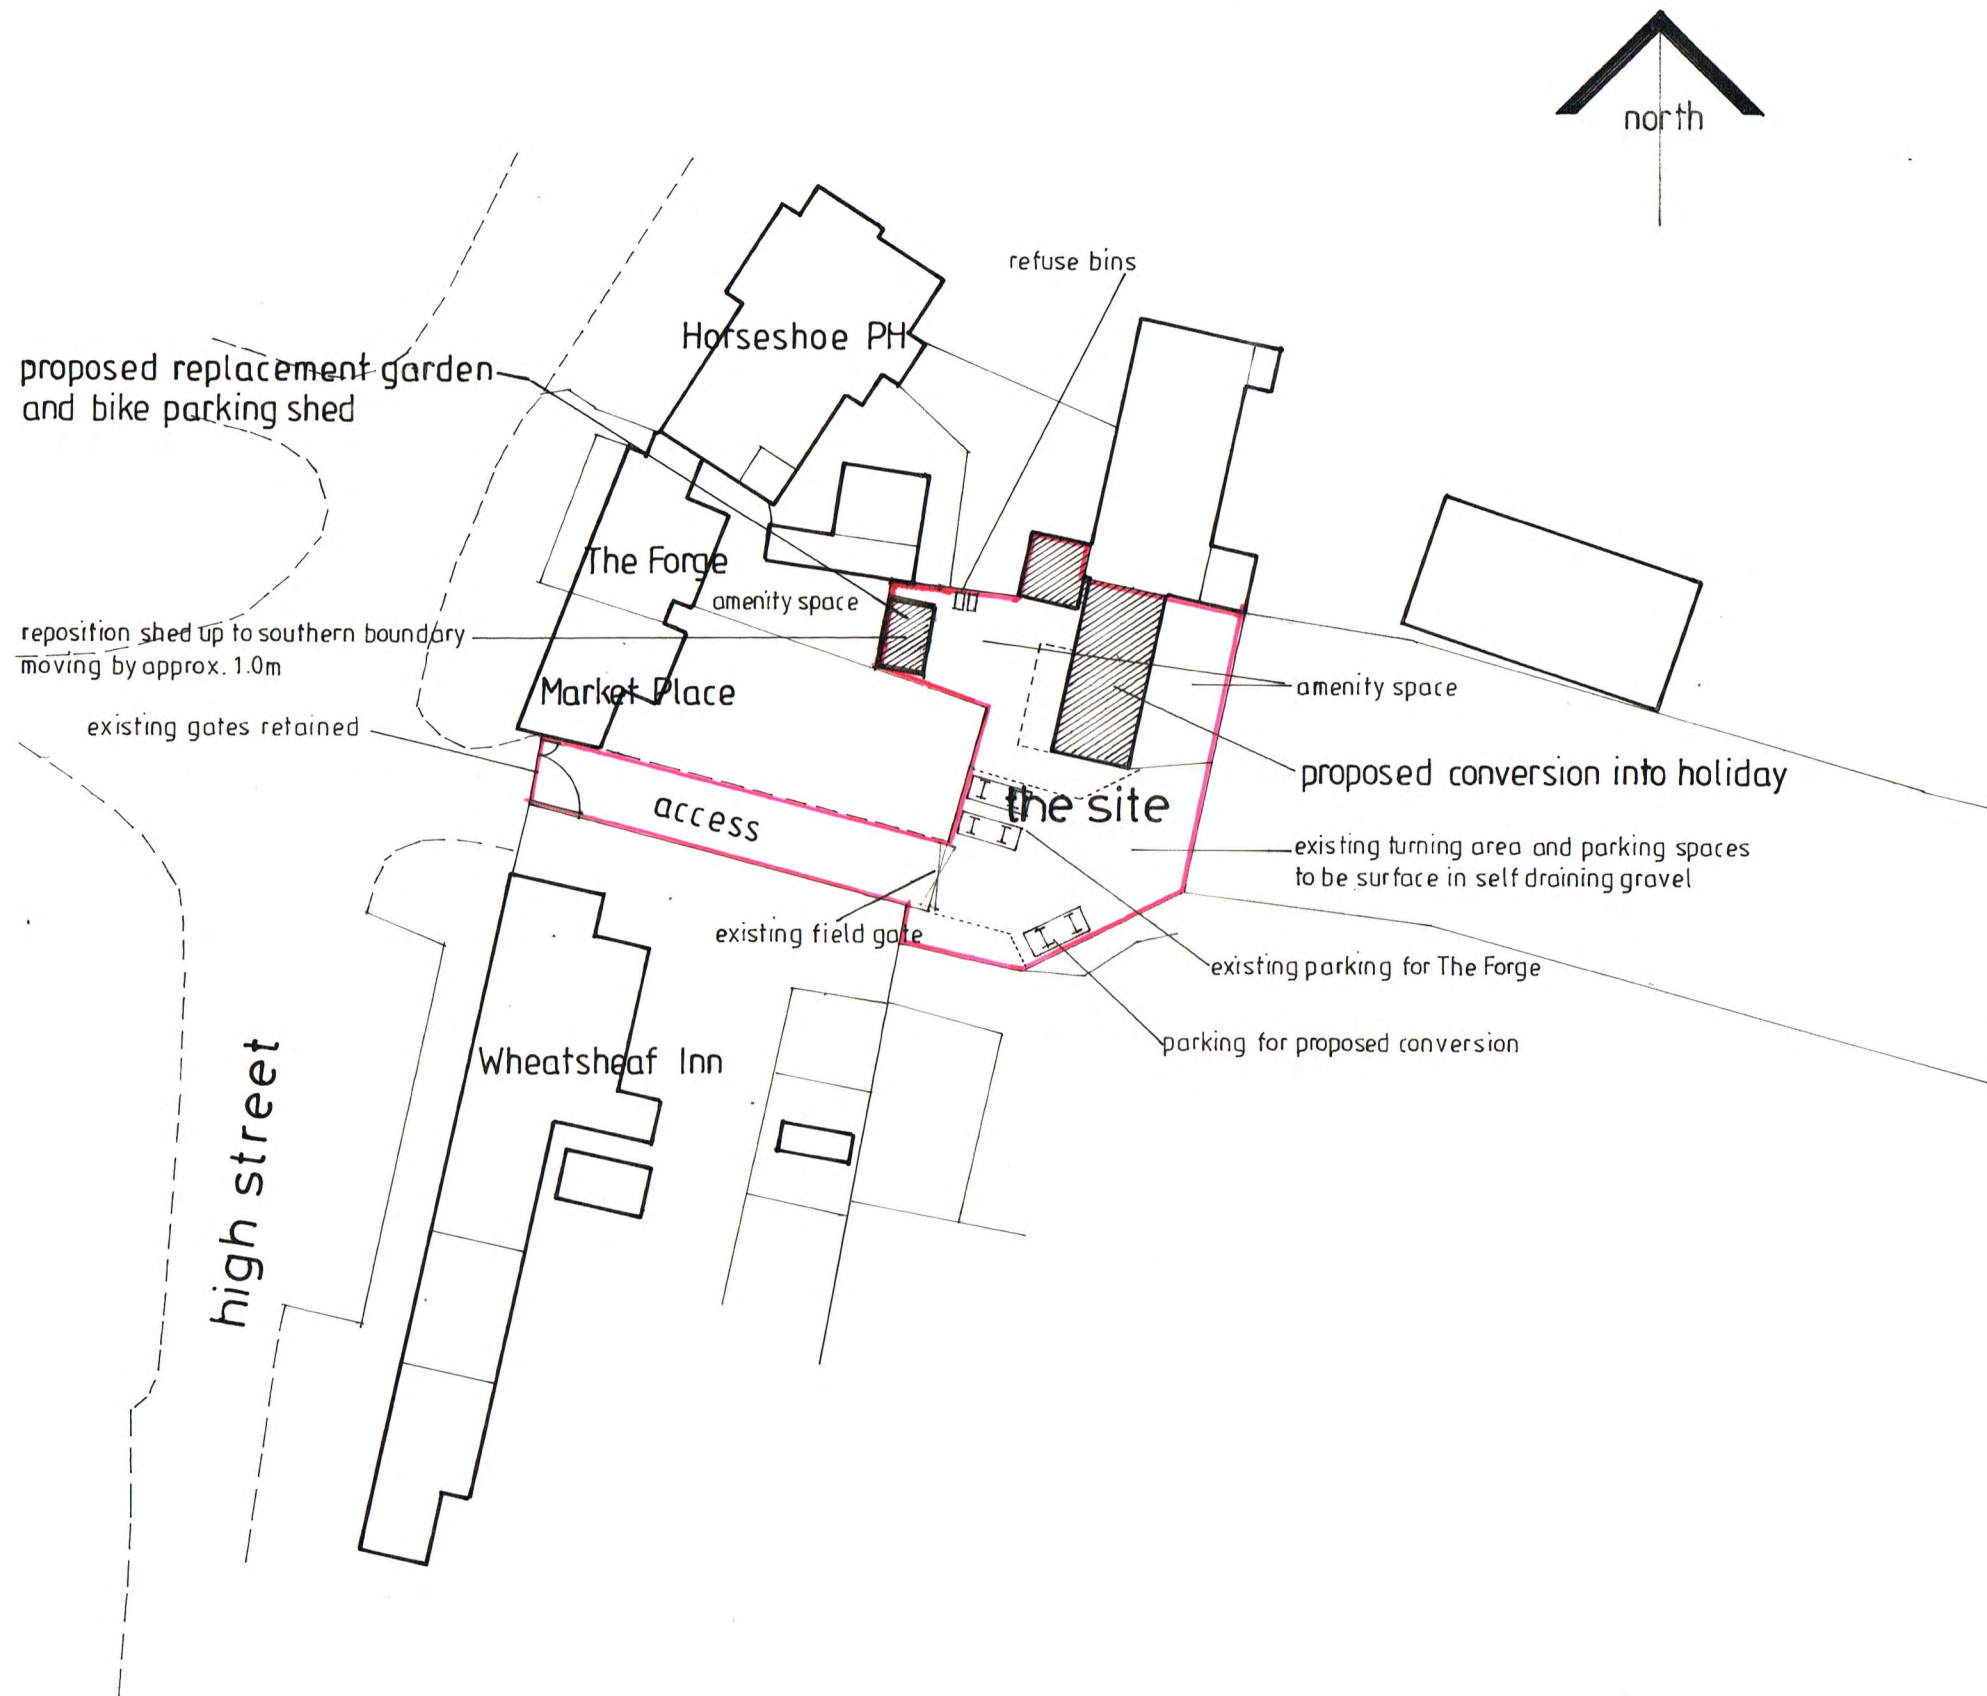 north
refuse bins
Horseshoe PH
proposed replacement garden
and bike parking shed
The Forge
amenity space
reposition shed up to southern boundary
moving by approx. 1.0m
Market Place
amenity space
existing gates retained
proposed conversion into holiday
the site
access
existing turning area and parking spaces
to be surface in self draining gravel
existing field gate
existing parking for The Forge
parking for proposed conversion
Wheatsheaf Inn
high street